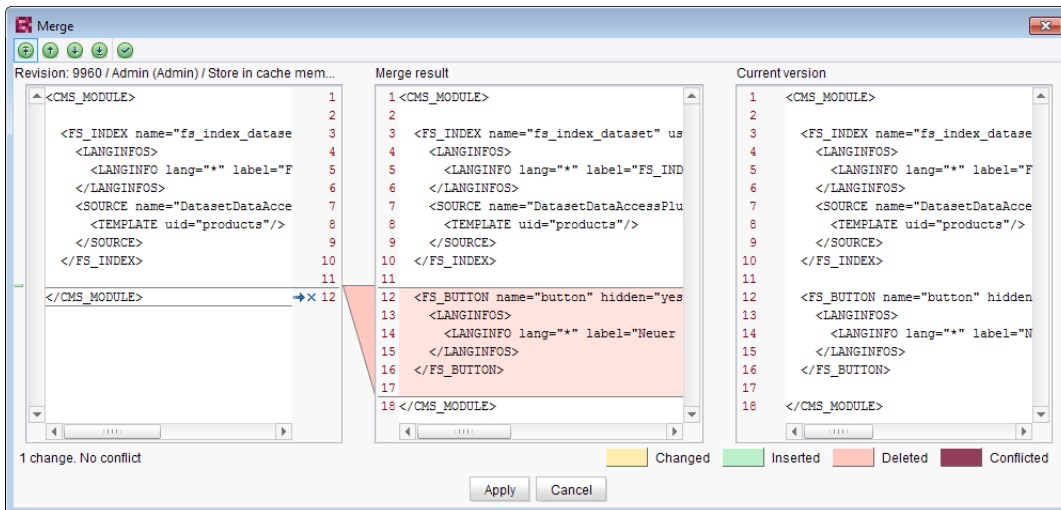 Merge
Revision: 9960 / Admin (Admin) / Store in cache mem...
<CMS_MODULE> 1
2
<FS_INDEX name="fs_index_datase 3
<LANGINFOS> 4
<LANGINFO lang="*" label="F 5
</LANGINFOS> 6
<SOURCE name="DatasetDataAcce 7
<TEMPLATE uid="products"/> 8
</SOURCE> 9
</FS_INDEX> 10
11
</CMS_MODULE> 12
Merge result
1 <CMS_MODULE>
2
3 <FS_INDEX name="fs_index_dataset" us
4 <LANGINFOS>
5 <LANGINFO lang="*" label="FS_IND
6 </LANGINFOS>
7 <SOURCE name="DatasetDataAccessPlu
8 <TEMPLATE uid="products"/>
9 </SOURCE>
10 </FS_INDEX>
11
12 <FS_BUTTON name="button" hidden="yes
13 <LANGINFOS>
14 <LANGINFO lang="*" label="Neuer
15 </LANGINFOS>
16 </FS_BUTTON>
17
18 </CMS_MODULE>
Current version
1 <CMS_MODULE>
2
3 <FS_INDEX name="fs_index_datase
4 <LANGINFOS>
5 <LANGINFO lang="*" label="F
6 </LANGINFOS>
7 <SOURCE name="DatasetDataAcce
8 <TEMPLATE uid="products"/>
9 </SOURCE>
10 </FS_INDEX>
11
12 <FS_BUTTON name="button" hidden
13 <LANGINFOS>
14 <LANGINFO lang="*" label="N
15 </LANGINFOS>
16 </FS_BUTTON>
17
18 </CMS_MODULE>
1 change. No conflict
Changed
Inserted
Deleted
Conflicted
Apply
Cancel